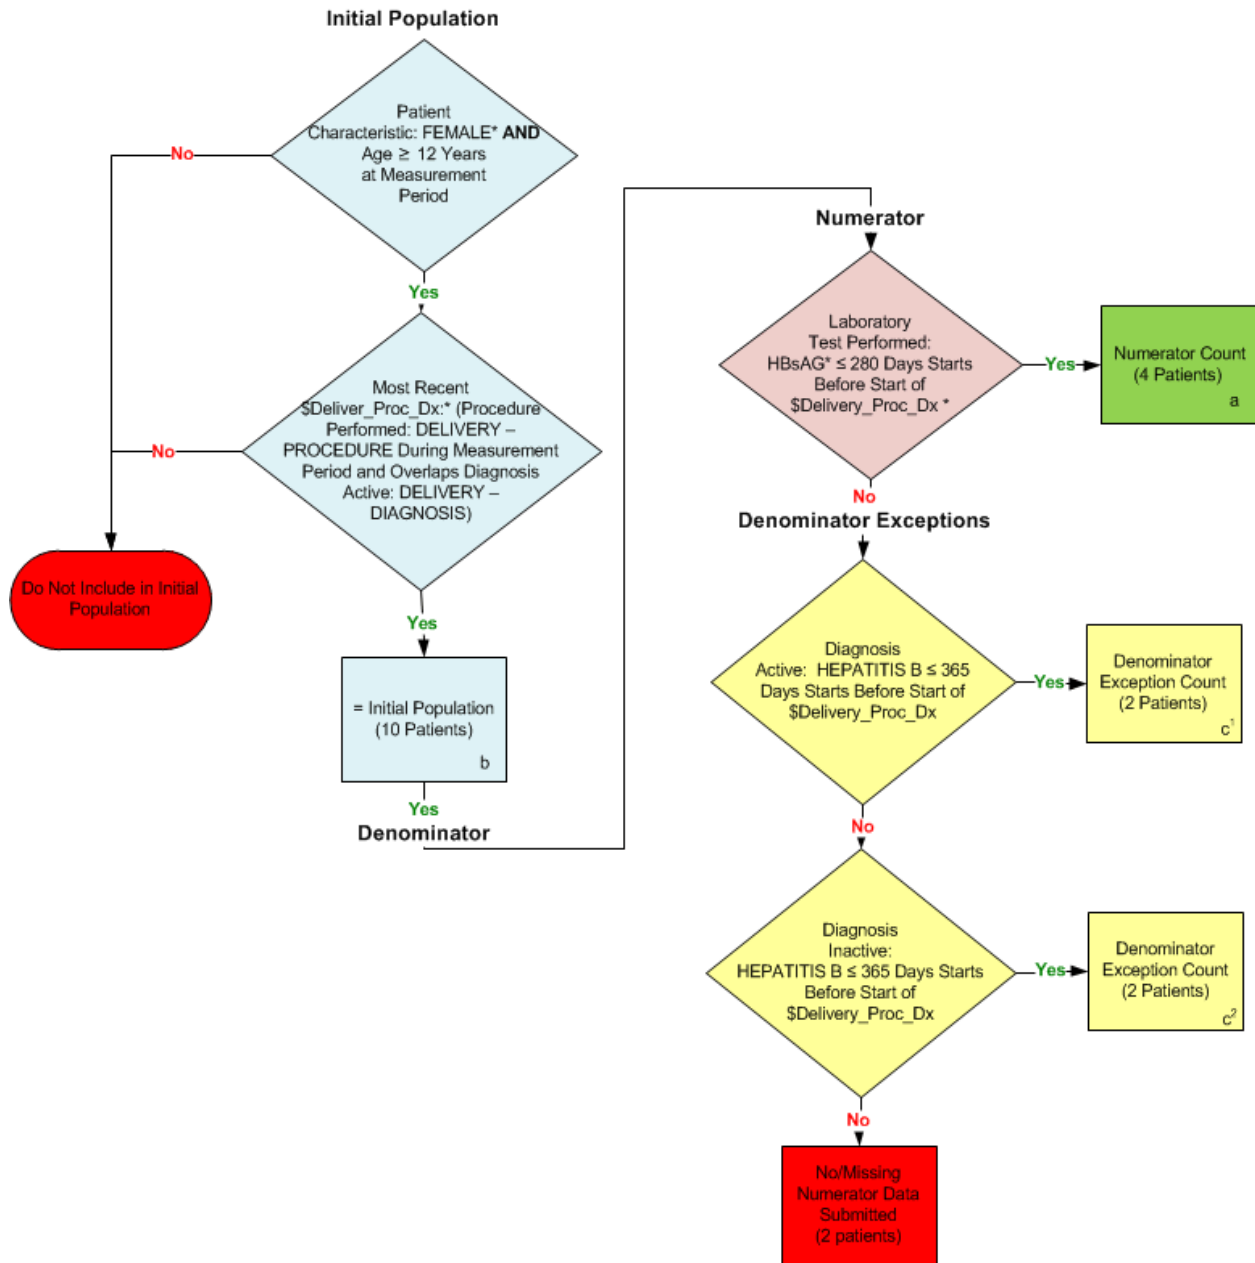 Initial Population
Patient
Characteristic: FEMALE* AND
Age ≥ 12 Years
at Measurement
Period
No
Yes
Most Recent
$Deliver_Proc_Dx:* (Procedure
Performed: DELIVERY –
PROCEDURE During Measurement
Period and Overlaps Diagnosis
Active: DELIVERY –
DIAGNOSIS)
No
Do Not Include in Initial
Population
Yes
= Initial Population
(10 Patients)
b
Yes
Denominator
Numerator
Laboratory
Test Performed:
HBsAG* ≤ 280 Days Starts
Before Start of
$Delivery_Proc_Dx *
Yes
Numerator Count
(4 Patients)
a
No
Denominator Exceptions
Diagnosis
Active: HEPATITIS B ≤ 365
Days Starts Before Start of
$Delivery_Proc_Dx
Yes
Denominator
Exception Count
(2 Patients)
c¹
No
Diagnosis
Inactive:
HEPATITIS B ≤ 365 Days Starts
Before Start of
$Delivery_Proc_Dx
Yes
Denominator
Exception Count
(2 Patients)
c²
No
No/Missing
Numerator Data
Submitted
(2 patients)